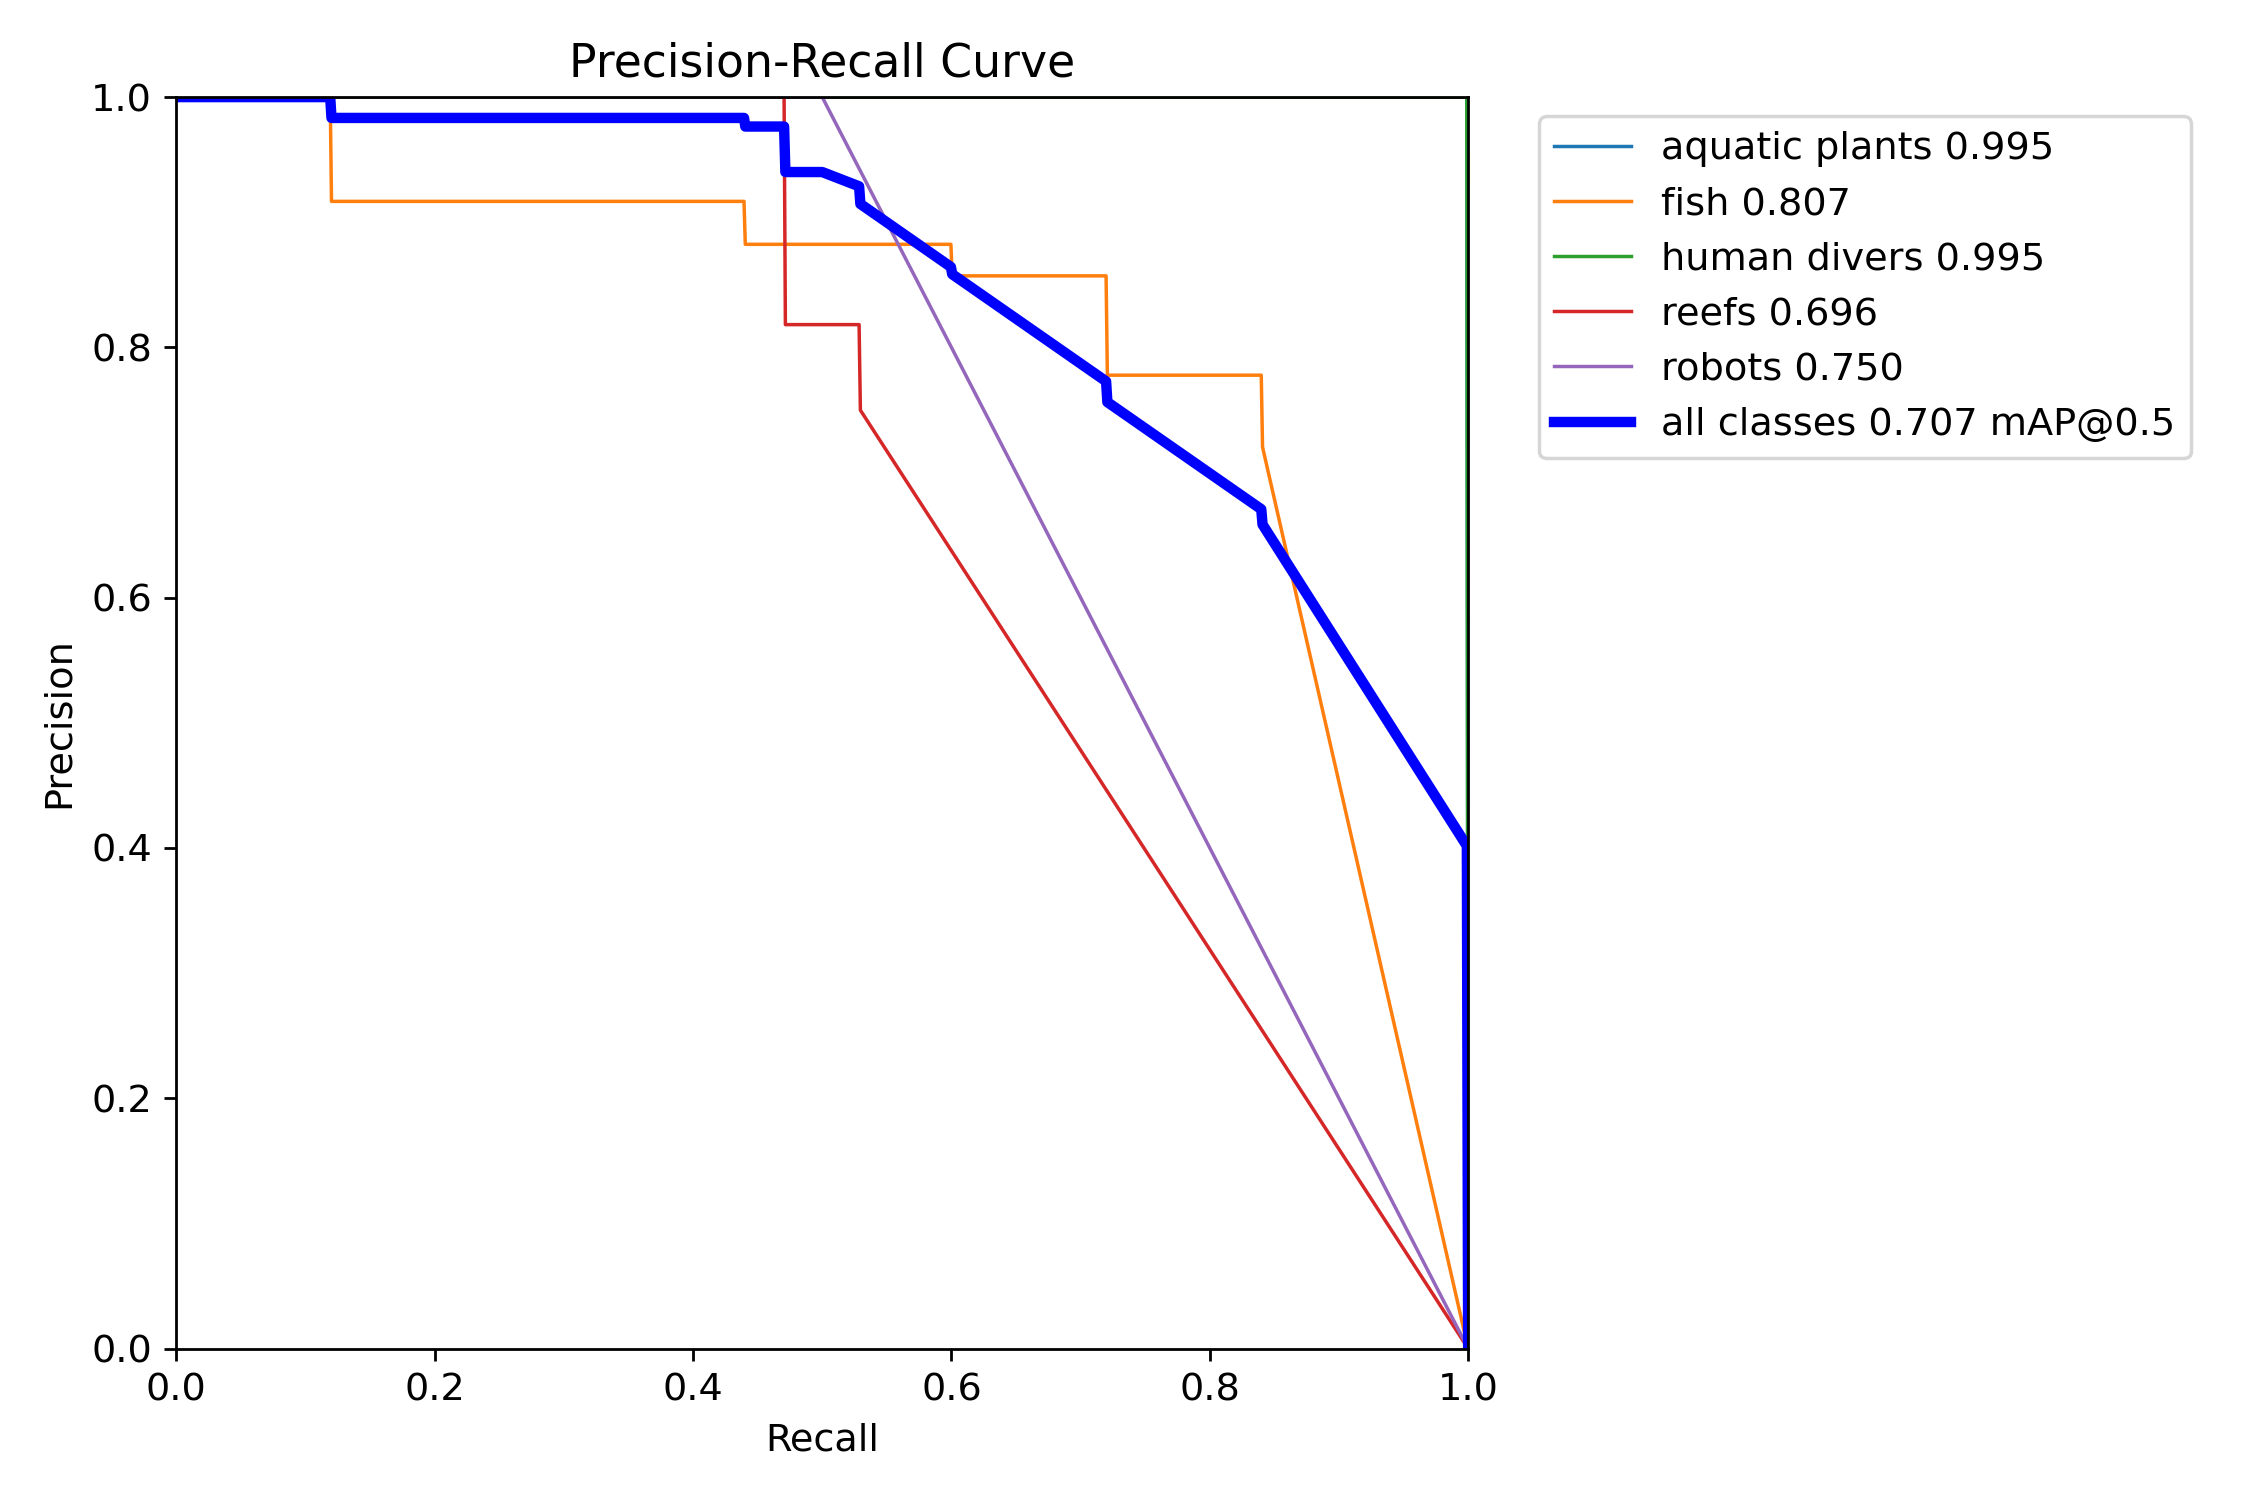 Precision-Recall Curve
1.0
0.8
0.6
0.4
0.2
0.0
Precision
0.0 0.2 0.4 0.6 0.8 1.0
Recall
aquatic plants 0.995
fish 0.807
human divers 0.995
reefs 0.696
robots 0.750
all classes 0.707 mAP@0.5